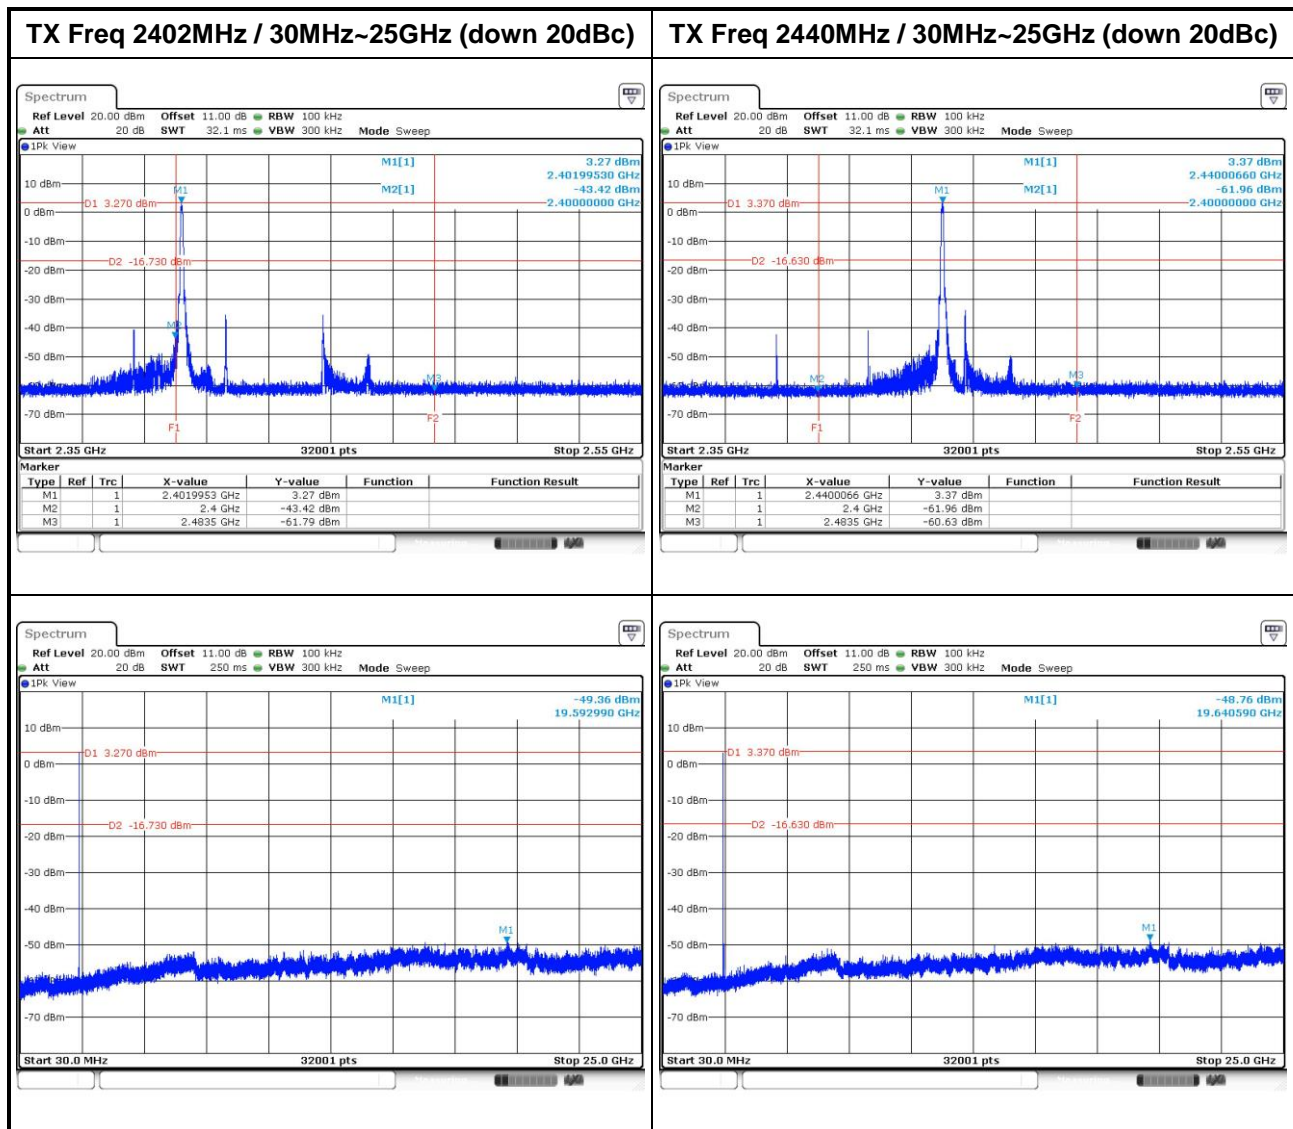 TX Freq 2402MHz / 30MHz~25GHz (down 20dBc)
TX Freq 2440MHz / 30MHz~25GHz (down 20dBc)
Spectrum
Ref Level 20.00 dBm Offset 11.00 dB RBW 100 kHz
Att 20 dB SWT 32.1 ms VBW 300 kHz Mode Sweep
1Pk View
M1[1] 3.27 dBm
2.40199530 GHz
M2[1] -43.42 dBm
2.40000000 GHz
10 dBm
M1
D1 3.270 dBm
0 dBm
-10 dBm
D2 -16.730 dBm
-20 dBm
-30 dBm
-40 dBm
-50 dBm
M3
-70 dBm
F1
F2
Start 2.35 GHz 32001 pts Stop 2.55 GHz
Marker
Type Ref Trc X-value Y-value Function Function Result
M1 1 2.4019953 GHz 3.27 dBm
M2 1 2.4 GHz -43.42 dBm
M3 1 2.4835 GHz -61.79 dBm
Spectrum
Ref Level 20.00 dBm Offset 11.00 dB RBW 100 kHz
Att 20 dB SWT 32.1 ms VBW 300 kHz Mode Sweep
1Pk View
M1[1] 3.37 dBm
2.44000660 GHz
M2[1] -61.96 dBm
2.40000000 GHz
10 dBm
M1
D1 3.370 dBm
0 dBm
-10 dBm
D2 -16.630 dBm
-20 dBm
-30 dBm
-40 dBm
-50 dBm
M2
M3
-70 dBm
F1
F2
Start 2.35 GHz 32001 pts Stop 2.55 GHz
Marker
Type Ref Trc X-value Y-value Function Function Result
M1 1 2.4400066 GHz 3.37 dBm
M2 1 2.4 GHz -61.96 dBm
M3 1 2.4835 GHz -60.63 dBm
Spectrum
Ref Level 20.00 dBm Offset 11.00 dB RBW 100 kHz
Att 20 dB SWT 250 ms VBW 300 kHz Mode Sweep
1Pk View
M1[1] -49.36 dBm
19.592990 GHz
10 dBm
D1 3.270 dBm
0 dBm
-10 dBm
D2 -16.730 dBm
-20 dBm
-30 dBm
-40 dBm
M1
-50 dBm
-70 dBm
Start 30.0 MHz 32001 pts Stop 25.0 GHz
Spectrum
Ref Level 20.00 dBm Offset 11.00 dB RBW 100 kHz
Att 20 dB SWT 250 ms VBW 300 kHz Mode Sweep
1Pk View
M1[1] -48.76 dBm
19.640590 GHz
10 dBm
D1 3.370 dBm
0 dBm
-10 dBm
D2 -16.630 dBm
-20 dBm
-30 dBm
-40 dBm
M1
-50 dBm
-70 dBm
Start 30.0 MHz 32001 pts Stop 25.0 GHz